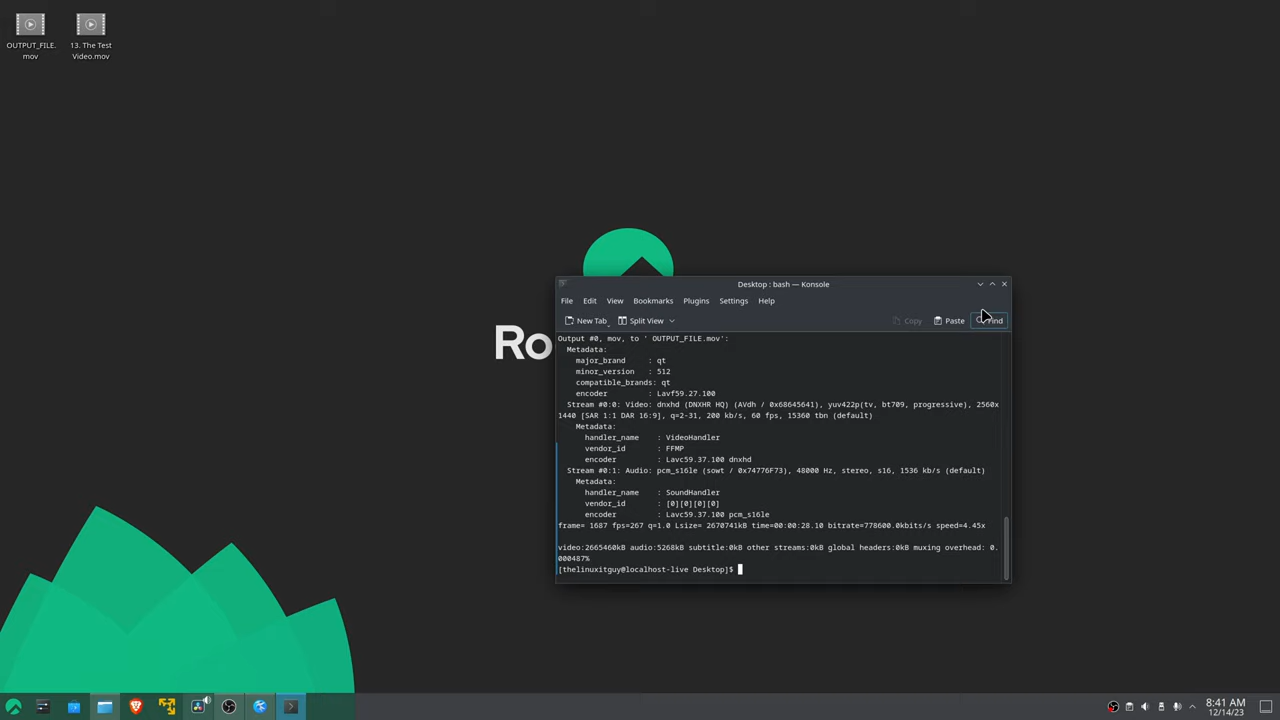 OUTPUT_FILE.
mov
13. The Test
Video.mov
Ro
Desktop : bash — Konsole
File Edit View Bookmarks Plugins Settings Help
New Tab Split View Copy Paste Find
Output #0, mov, to ' OUTPUT_FILE.mov':
Metadata:
major_brand : qt
minor_version : 512
compatible_brands: qt
encoder : Lavf59.27.100
Stream #0:0: Video: dnxhd (DNXHR HQ) (AVdh / 0x68645641), yuv422p(tv, bt709, progressive), 2560x
1440 [SAR 1:1 DAR 16:9], q=2-31, 200 kb/s, 60 fps, 15360 tbn (default)
Metadata:
handler_name : VideoHandler
vendor_id : FFMP
encoder : Lavc59.37.100 dnxhd
Stream #0:1: Audio: pcm_s16le (sowt / 0x74776F73), 48000 Hz, stereo, s16, 1536 kb/s (default)
Metadata:
handler_name : SoundHandler
vendor_id : [0][0][0][0]
encoder : Lavc59.37.100 pcm_s16le
frame= 1687 fps=267 q=1.0 Lsize= 2670741kB time=00:00:28.10 bitrate=778600.0kbits/s speed=4.45x
video:2665460kB audio:5268kB subtitle:0kB other streams:0kB global headers:0kB muxing overhead: 0.
000487%
[thelinuxitguy@localhost-live Desktop]$
8:41 AM
12/14/23